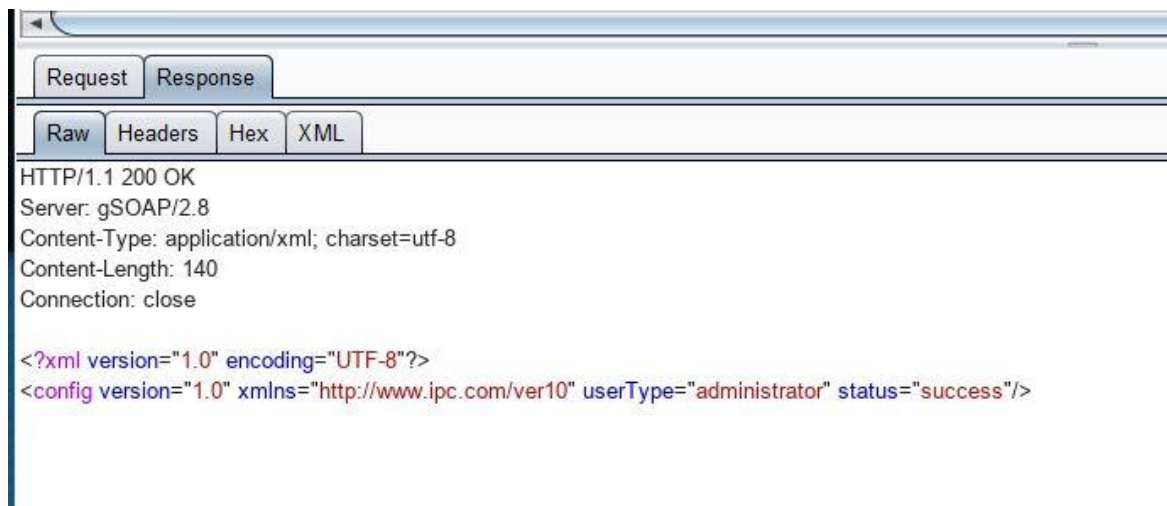 Request Response
Raw Headers Hex XML
HTTP/1.1 200 OK
Server: gSOAP/2.8
Content-Type: application/xml; charset=utf-8
Content-Length: 140
Connection: close
<?xml version="1.0" encoding="UTF-8"?>
<config version="1.0" xmlns="http://www.ipc.com/ver10" userType="administrator" status="success"/>